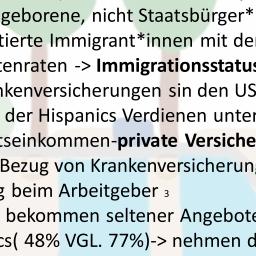 geborene, nicht Staatsbürger*
tierte Immigrant*innen mit der
tenraten -> Immigrationsstatus
nkenversicherungen sin den US
der Hispanics Verdienen unter
tseinkommen-private Versiche
Bezug von Krankenversicherun
g beim Arbeitgeber 3
bekommen seltener Angebote
cs( 48% VGL. 77%)-> nehmen d